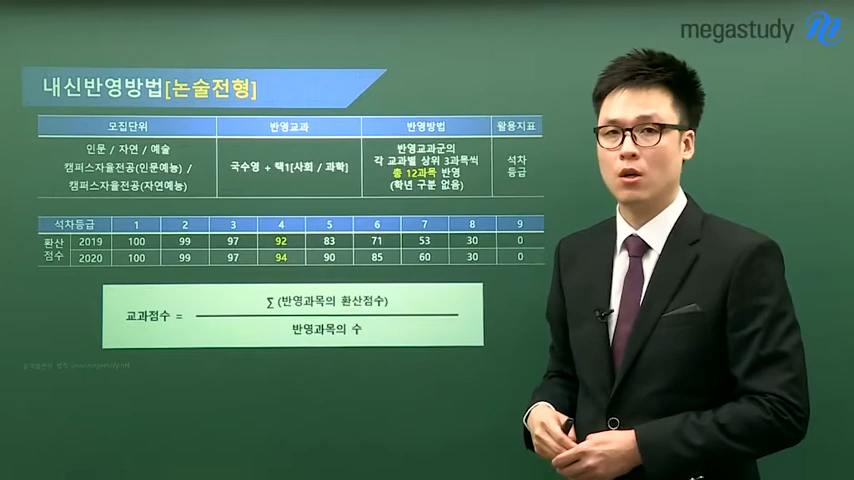 megastudy
내신반영방법[논술전형]
모집단위 반영교과 반영방법 활용지표
인문 / 자연 / 예술
캠퍼스자율전공(인문예능) /
캠퍼스자율전공(자연예능)
국수영 + 택1[사회 / 과학]
반영교과군의
각 교과별 상위 3과목씩
총 12과목 반영
(학년 구분 없음)
석차
등급
석차등급 1 2 3 4 5 6 7 8 9
환산
점수
2019 100 99 97 92 83 71 53 30 0
2020 100 99 97 94 90 85 60 30 0
교과점수 =
∑ (반영과목의 환산점수)
반영과목의 수